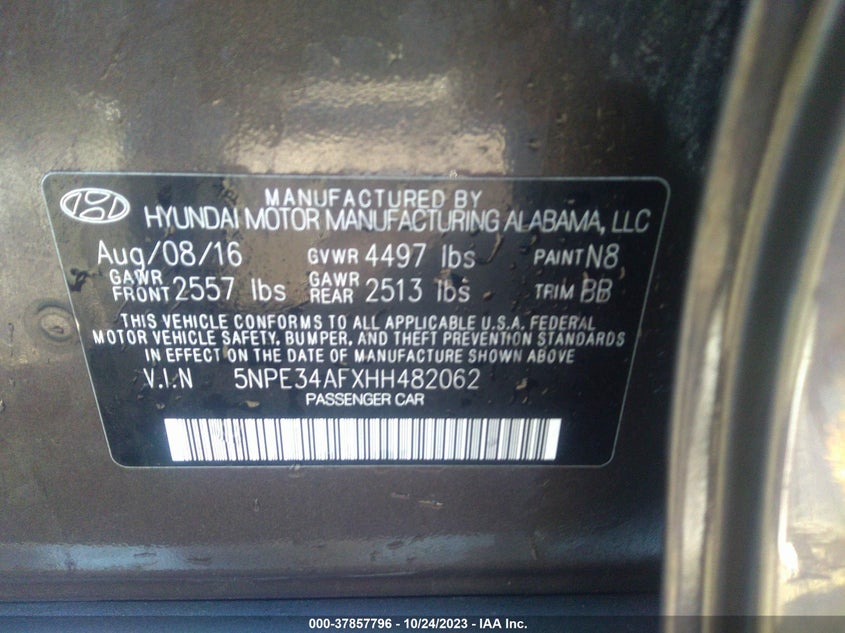 MANUFACTURED BY
HYUNDAI MOTOR MANUFACTURING ALABAMA, LLC
Aug/08/16 GVWR 4497 lbs PAINT N8
GAWR FRONT 2557 lbs GAWR REAR 2513 lbs TRIM BB
THIS VEHICLE CONFORMS TO ALL APPLICABLE U.S.A. FEDERAL
MOTOR VEHICLE SAFETY, BUMPER, AND THEFT PREVENTION STANDARDS
IN EFFECT ON THE DATE OF MANUFACTURE SHOWN ABOVE
V.I.N 5NPE34AFXHH482062
PASSENGER CAR
000-37857796 - 10/24/2023 - IAA Inc.